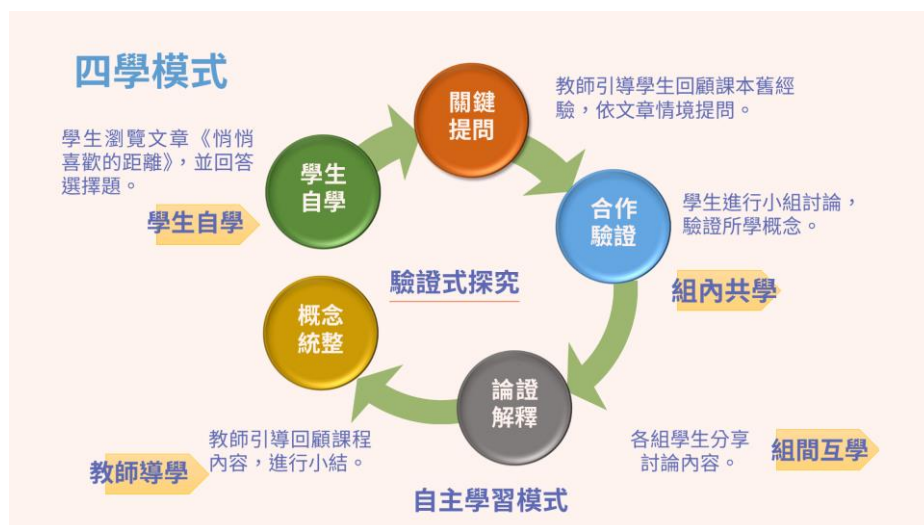 四學模式
學生瀏覽文章《悄悄
喜歡的距離》，並回答
選擇題。
學生自學
學生
自學
關鍵
提問
教師引導學生回顧課本舊經
驗，依文章情境提問。
合作
驗證
學生進行小組討論，
驗證所學概念。
組內共學
驗證式探究
概念
統整
論證
解釋
各組學生分享
討論內容。
組間互學
教師引導回顧課程
內容，進行小結。
教師導學
自主學習模式